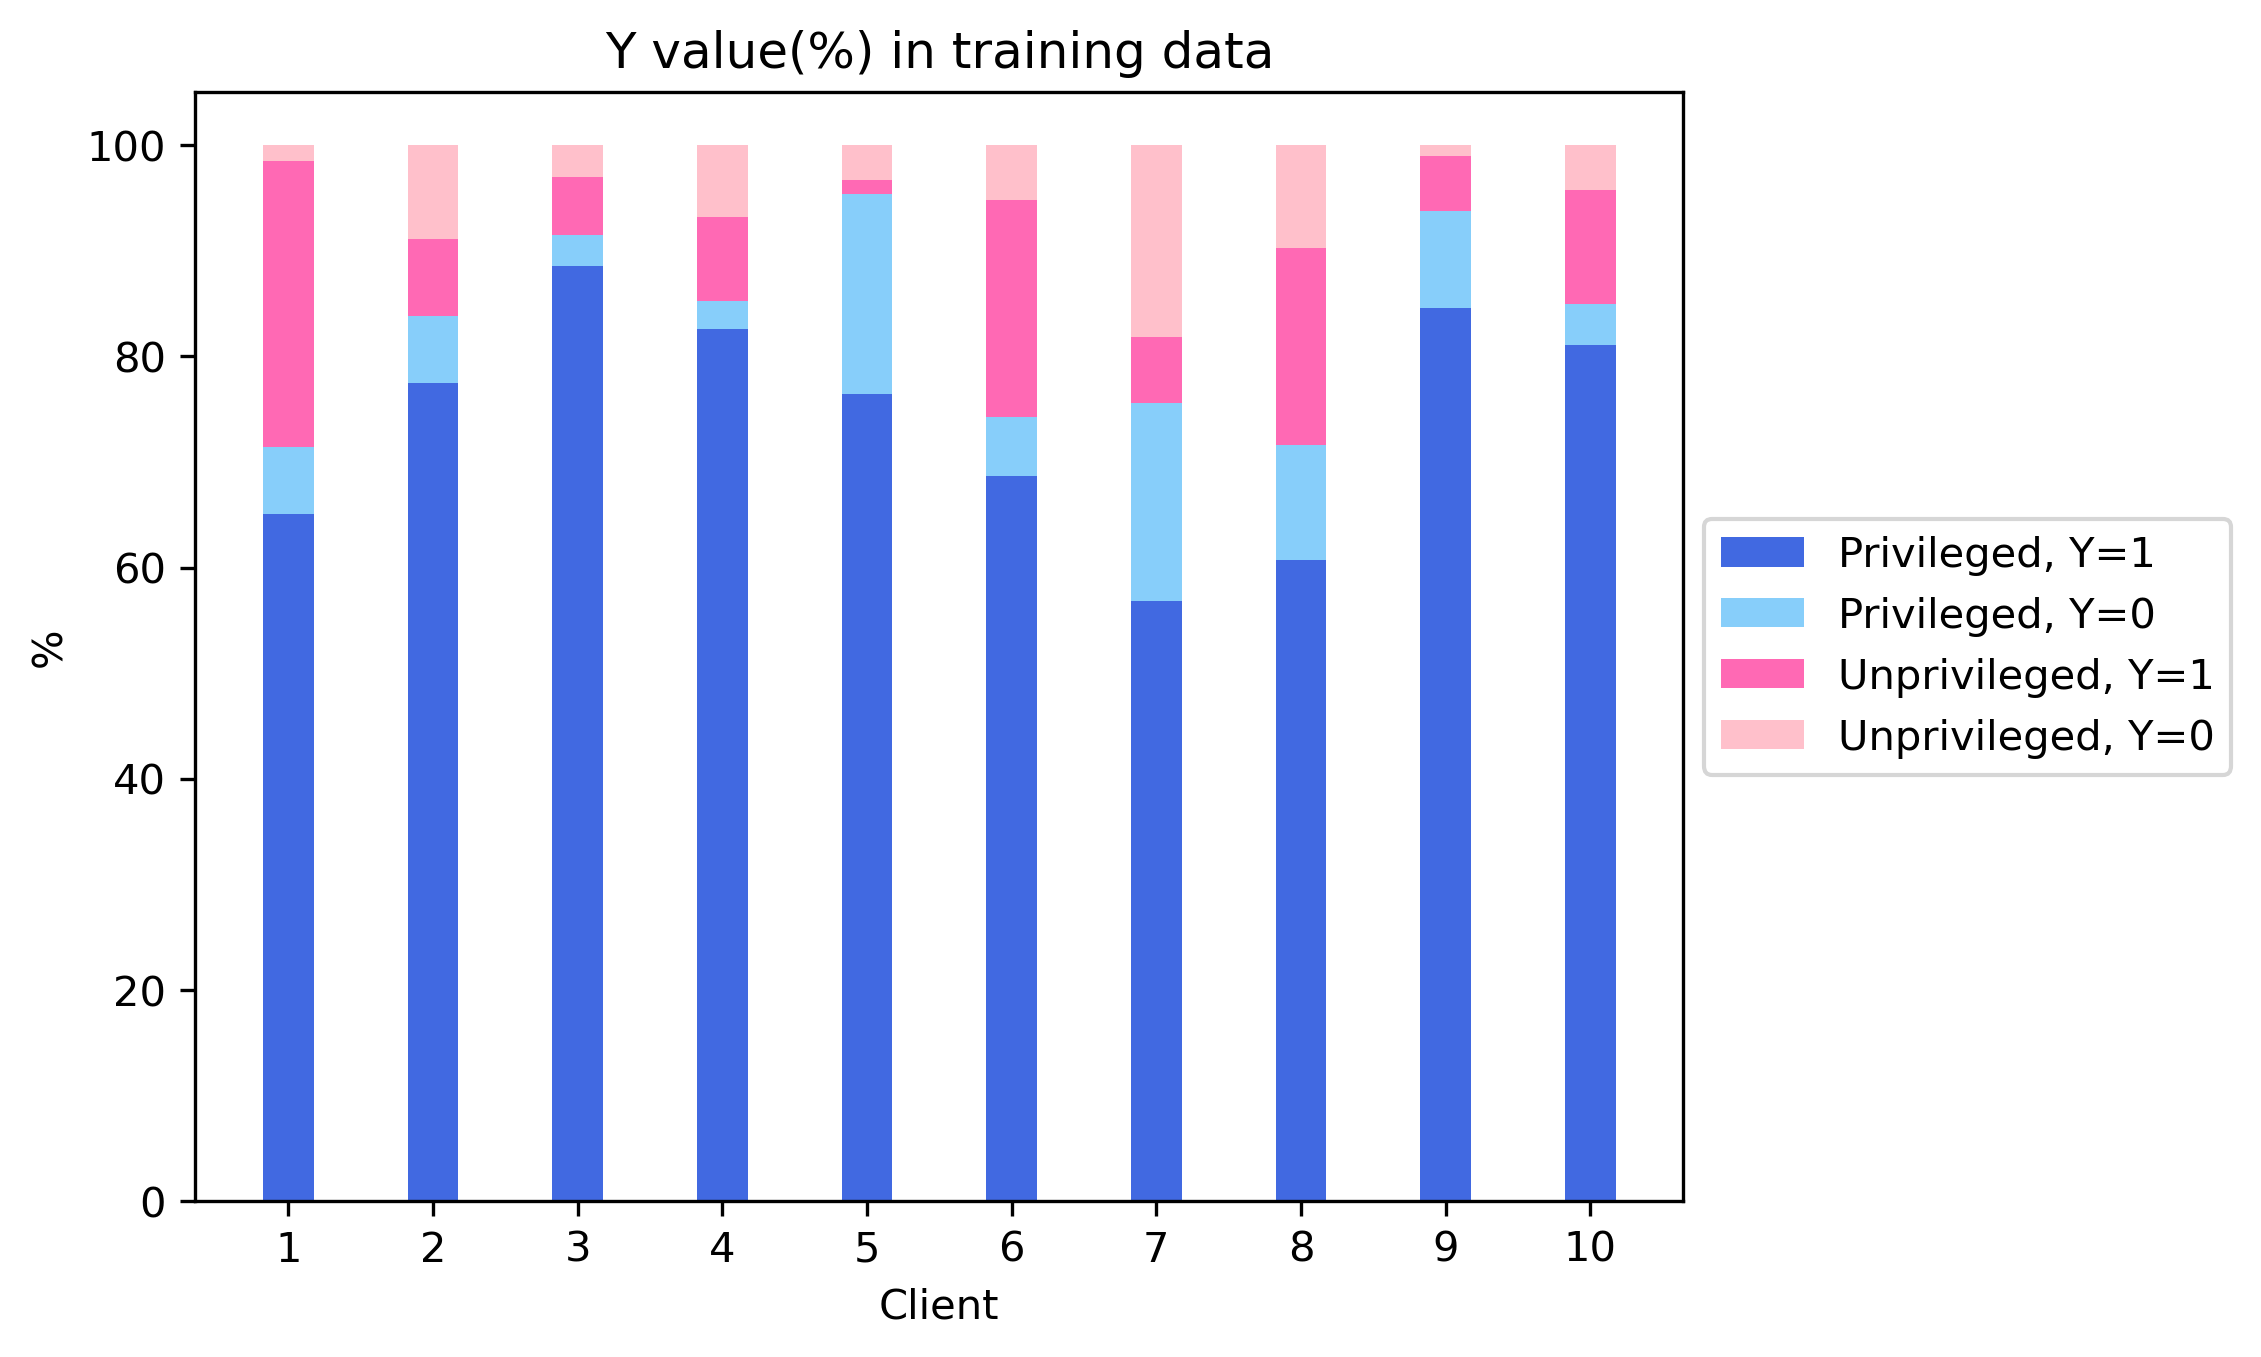 Y value(%) in training data
100
80
60
40
20
0
%
1 2 3 4 5 6 7 8 9 10
Client
Privileged, Y=1
Privileged, Y=0
Unprivileged, Y=1
Unprivileged, Y=0